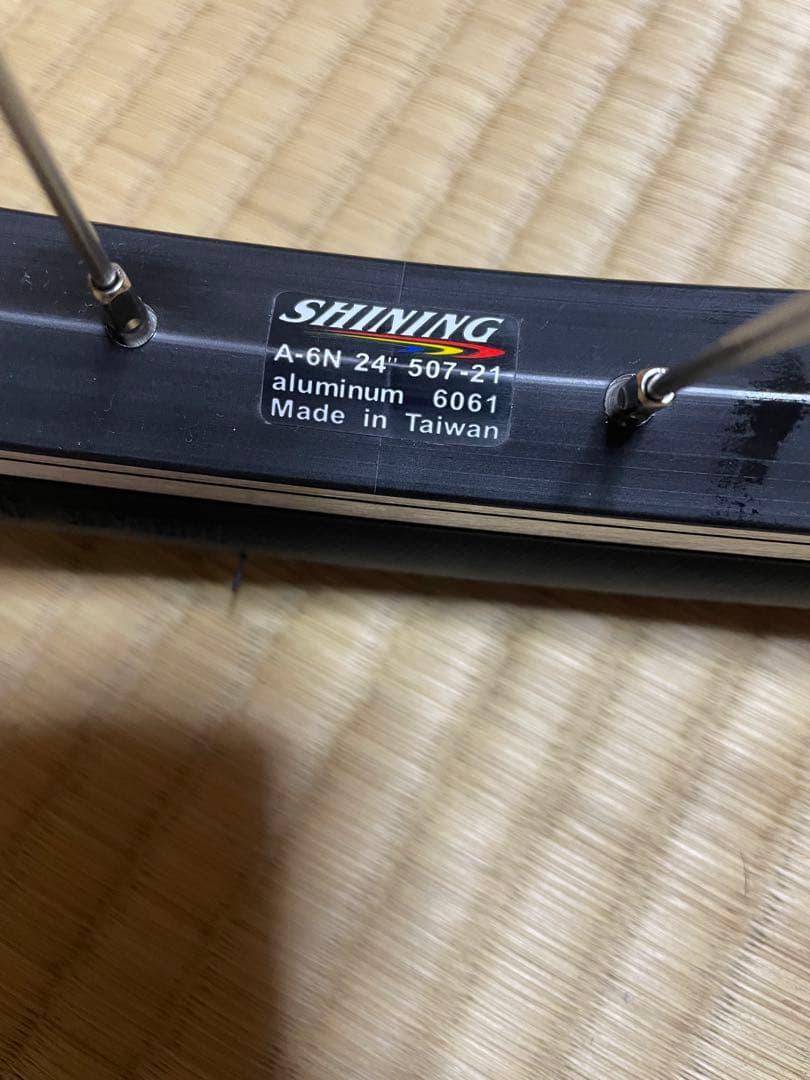 SHINING
A-6N 24" 507-21
aluminum 6061
Made in Taiwan